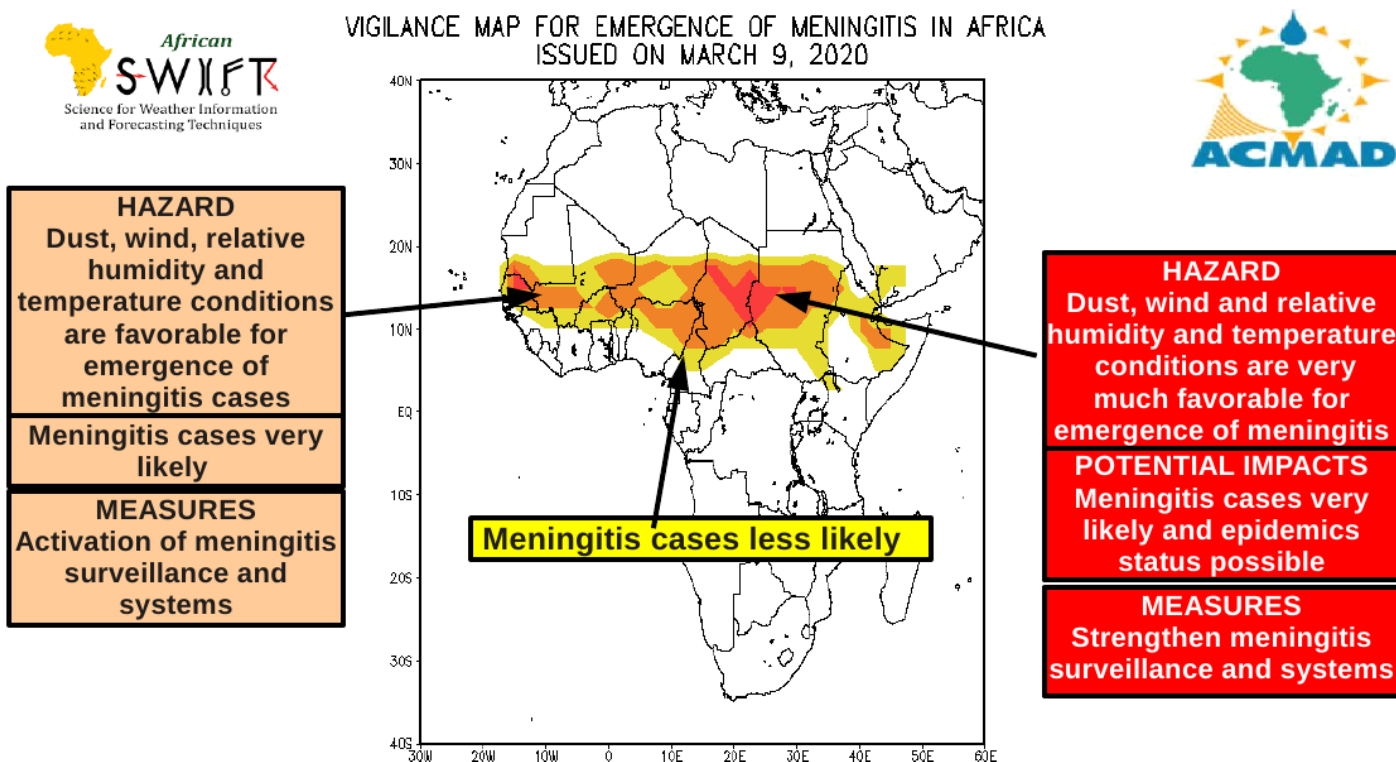 African
SWIFT
Science for Weather Information
and Forecasting Techniques
VIGILANCE MAP FOR EMERGENCE OF MENINGITIS IN AFRICA
ISSUED ON MARCH 9, 2020
ACMAD
HAZARD
Dust, wind, relative
humidity and
temperature conditions
are favorable for
emergence of
meningitis cases
Meningitis cases very
likely
MEASURES
Activation of meningitis
surveillance and
systems
40N
30N
20N
10N
EQ
10S
20S
30S
40S
30W
20W
10W
0
10E
20E
30E
40E
50E
60E
Meningitis cases less likely
HAZARD
Dust, wind and relative
humidity and temperature
conditions are very
much favorable for
emergence of meningitis
POTENTIAL IMPACTS
Meningitis cases very
likely and epidemics
status possible
MEASURES
Strengthen meningitis
surveillance and systems